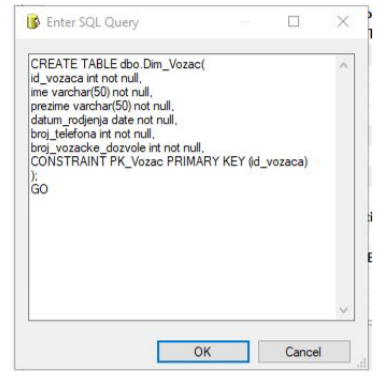 Enter SQL Query
CREATE TABLE dbo.Dim_Vozac(
id_vozaca int not null,
ime varchar(50) not null,
prezime varchar(50) not null,
datum_rodjenja date not null,
broj_telefona int not null,
broj_vozacke_dozvole int not null,
CONSTRAINT PK_Vozac PRIMARY KEY (id_vozaca)
);
GO
OK Cancel